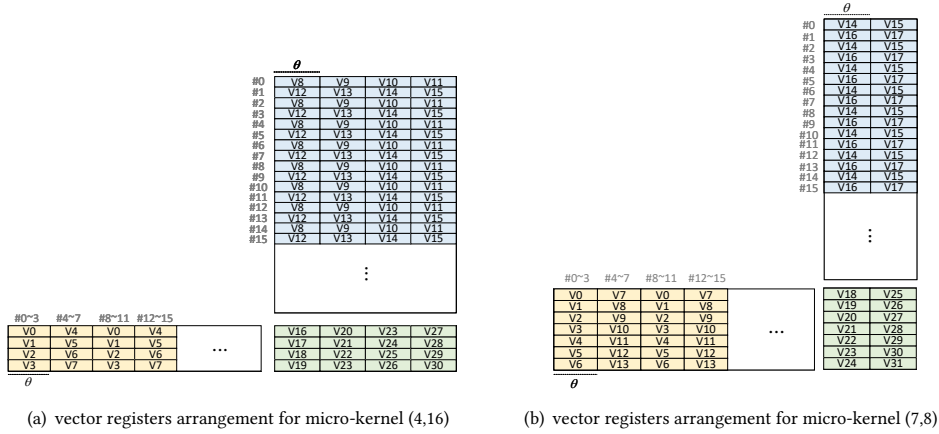 θ
#0 V8 V9 V10 V11
#1 V12 V13 V14 V15
#2 V8 V9 V10 V11
#3 V12 V13 V14 V15
#4 V8 V9 V10 V11
#5 V12 V13 V14 V15
#6 V8 V9 V10 V11
#7 V12 V13 V14 V15
#8 V8 V9 V10 V11
#9 V12 V13 V14 V15
#10 V8 V9 V10 V11
#11 V12 V13 V14 V15
#12 V8 V9 V10 V11
#13 V12 V13 V14 V15
#14 V8 V9 V10 V11
#15 V12 V13 V14 V15
⋮
#0~3 #4~7 #8~11 #12~15
V0 V4 V0 V4 V16 V20 V23 V27
V1 V5 V1 V5 ... V17 V21 V24 V28
V2 V6 V2 V6 V18 V22 V25 V29
V3 V7 V3 V7 V19 V23 V26 V30
θ
(a) vector registers arrangement for micro-kernel (4,16)
θ
#0 V14 V15
#1 V16 V17
#2 V14 V15
#3 V16 V17
#4 V14 V15
#5 V16 V17
#6 V14 V15
#7 V16 V17
#8 V14 V15
#9 V16 V17
#10 V14 V15
#11 V16 V17
#12 V14 V15
#13 V16 V17
#14 V14 V15
#15 V16 V17
⋮
#0~3 #4~7 #8~11 #12~15
V0 V7 V0 V7 V18 V25
V1 V8 V1 V8 V19 V26
V2 V9 V2 V9 V20 V27
V3 V10 V3 V10 ... V21 V28
V4 V11 V4 V11 V22 V29
V5 V12 V5 V12 V23 V30
V6 V13 V6 V13 V24 V31
θ
(b) vector registers arrangement for micro-kernel (7,8)